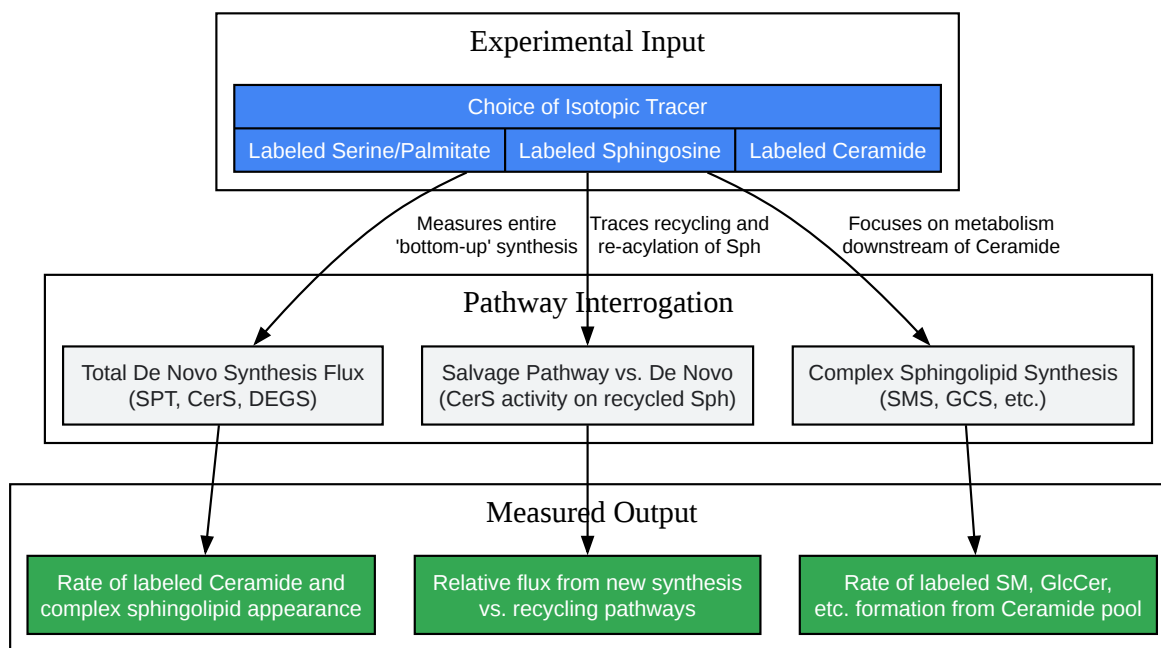 Experimental Input
Choice of Isotopic Tracer
Labeled Serine/Palmitate
Labeled Sphingosine
Labeled Ceramide
Measures entire
'bottom-up' synthesis
Traces recycling and
re-acylation of Sph
Focuses on metabolism
downstream of Ceramide
Pathway Interrogation
Total De Novo Synthesis Flux
(SPT, CerS, DEGS)
Salvage Pathway vs. De Novo
(CerS activity on recycled Sph)
Complex Sphingolipid Synthesis
(SMS, GCS, etc.)
Measured Output
Rate of labeled Ceramide and
complex sphingolipid appearance
Relative flux from new synthesis
vs. recycling pathways
Rate of labeled SM, GlcCer,
etc. formation from Ceramide pool